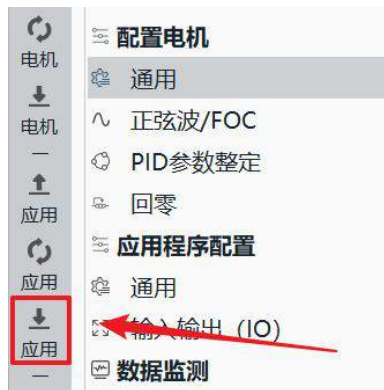 电机
电机
应用
应用
应用
配置电机
通用
正弦波/FOC
PID参数整定
回零
应用程序配置
通用
输入输出（IO）
数据监测